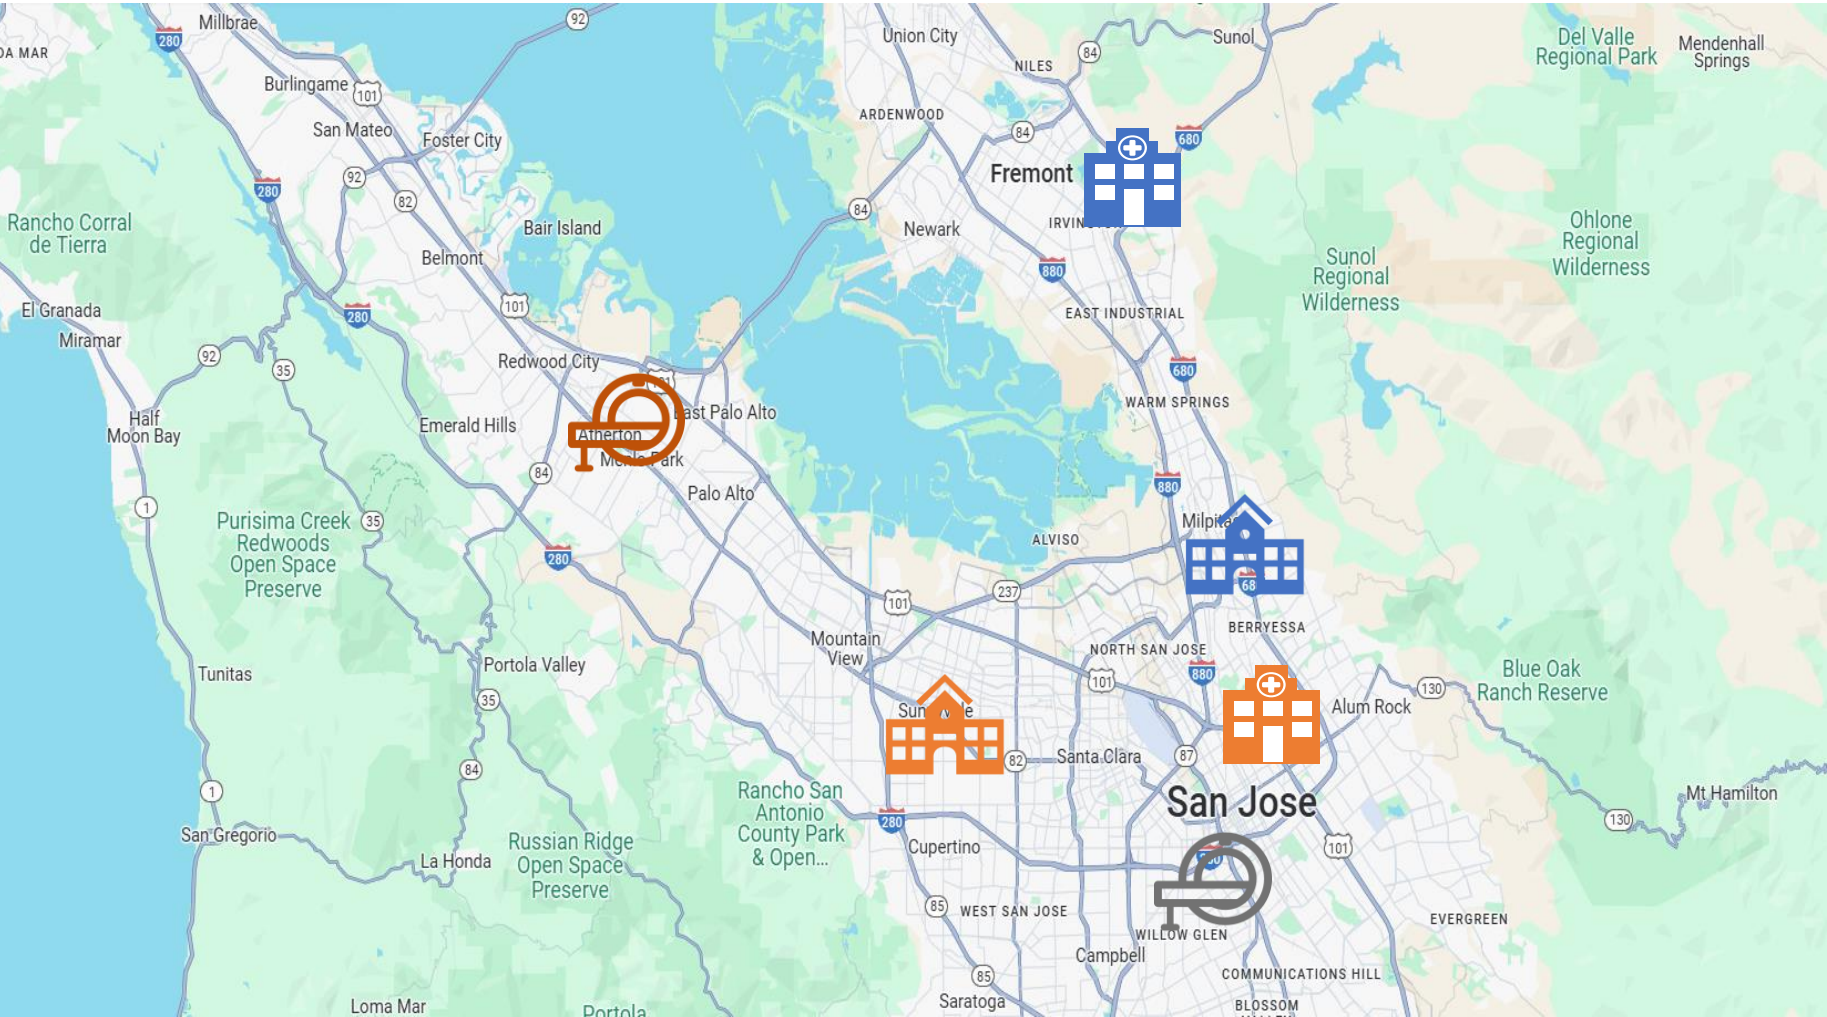 Millbrae
92
280
DA MAR
Union City
84
Sunol
Del Valle
Regional Park
Mendenhall
Springs
NILES
Burlingame
101
ARDENWOOD
San Mateo
Foster City
84
680
92
Fremont
280
82
84
Rancho Corral
de Tierra
Bair Island
Newark
Ohlone
Regional
Wilderness
Belmont
880
Sunol
Regional
Wilderness
El Granada
280
101
EAST INDUSTRIAL
Miramar
92
35
Redwood City
680
WARM SPRINGS
Half
Moon Bay
Emerald Hills
East Palo Alto
Atherton
Menlo Park
84
Palo Alto
880
1
Purisima Creek
Redwoods
Open Space
Preserve
35
ALVISO
280
237
101
BERRYESSA
Mountain
View
NORTH SAN JOSE
Portola Valley
Tunitas
880
101
Blue Oak
Ranch Reserve
130
35
Alum Rock
82
Santa Clara
87
84
1
Rancho San
Antonio
County Park
& Open...
San Jose
Mt Hamilton
280
130
San Gregorio
La Honda
Russian Ridge
Open Space
Preserve
Cupertino
101
85
WEST SAN JOSE
EVERGREEN
WILLOW GLEN
Campbell
85
COMMUNICATIONS HILL
Saratoga
Loma Mar
Portola
BLOSSOM